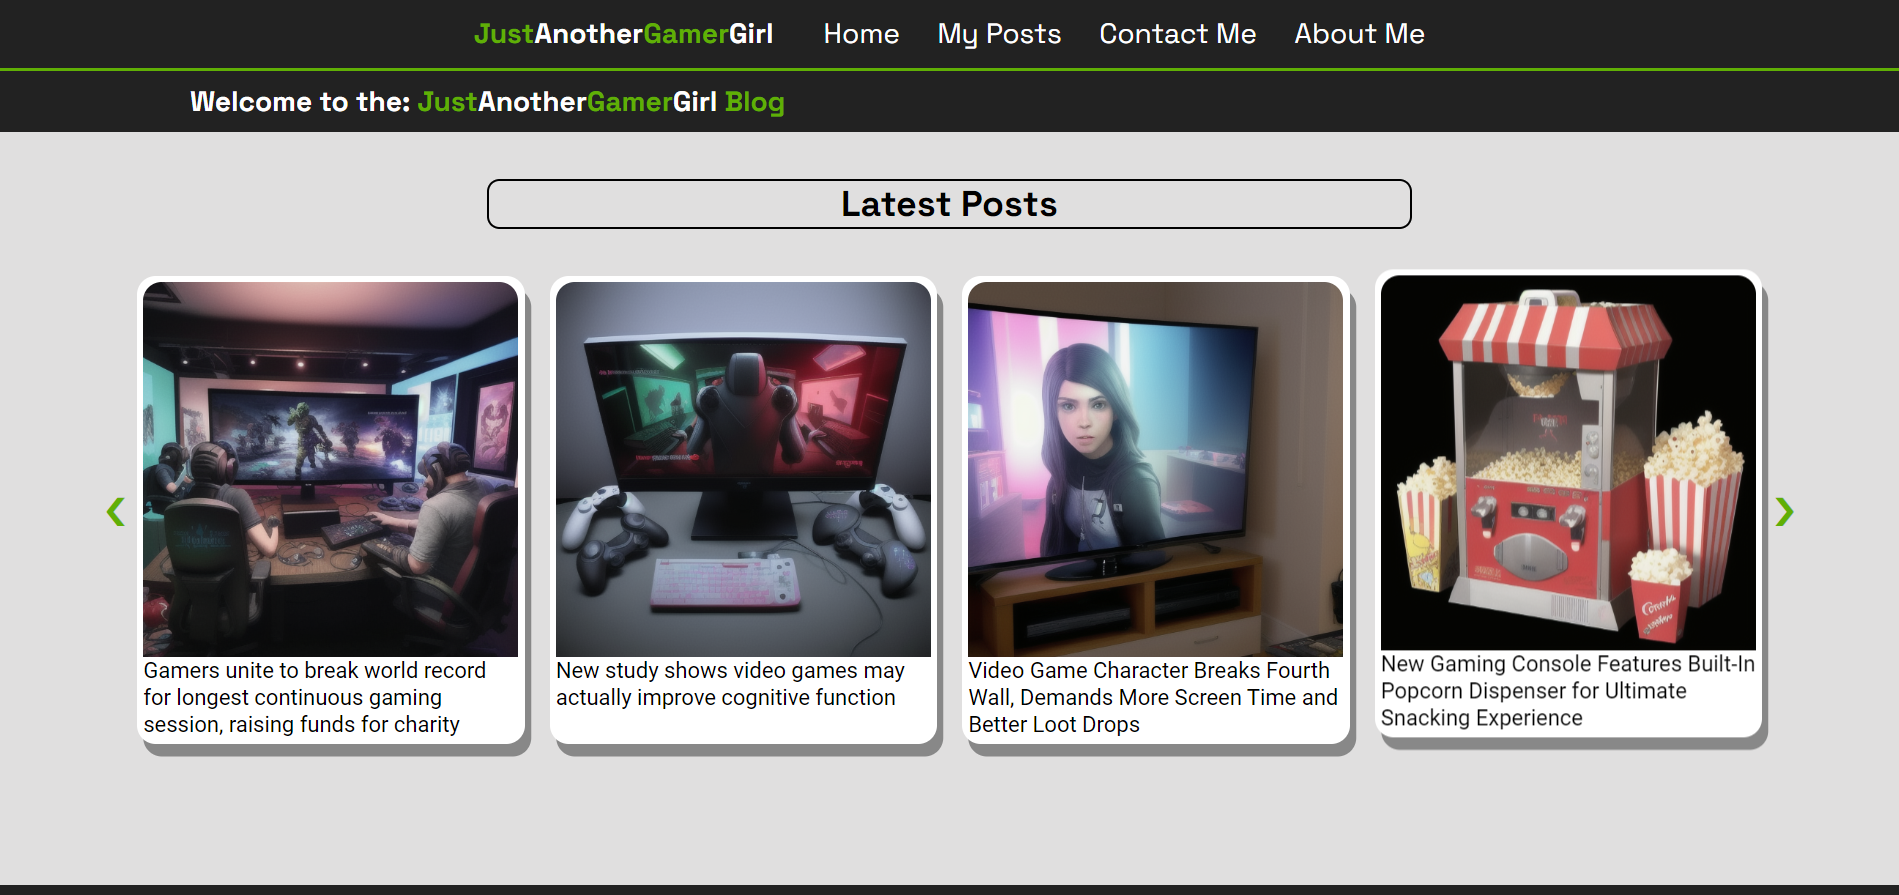 JustAnotherGamerGirl Home My Posts Contact Me About Me
Welcome to the: JustAnotherGamerGirl Blog
Latest Posts
Gamers unite to break world record
for longest continuous gaming
session, raising funds for charity
New study shows video games may
actually improve cognitive function
Video Game Character Breaks Fourth
Wall, Demands More Screen Time and
Better Loot Drops
New Gaming Console Features Built-In
Popcorn Dispenser for Ultimate
Snacking Experience